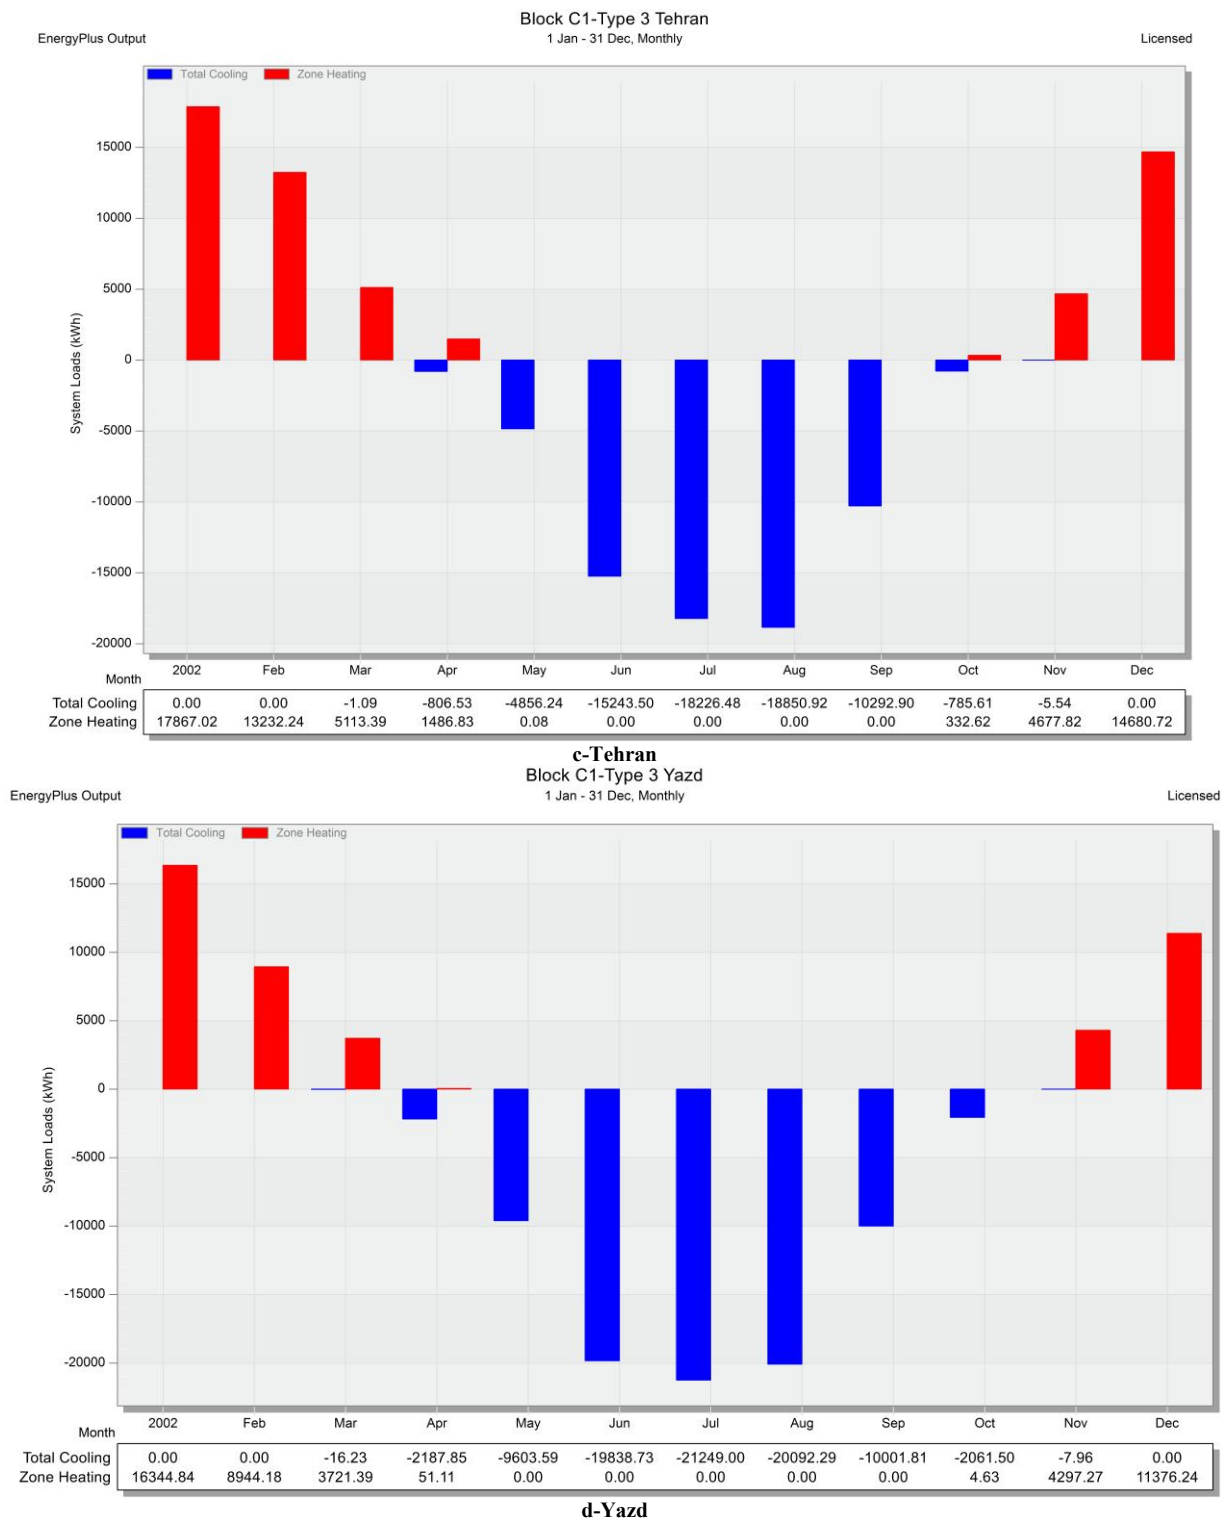 Block C1-Type 3 Tehran
EnergyPlus Output 1 Jan - 31 Dec, Monthly Licensed
Total Cooling Zone Heating
15000
10000
5000
0
-5000
-10000
-15000
-20000
System Loads (kWh)
2002 Feb Mar Apr May Jun Jul Aug Sep Oct Nov Dec
Month
Total Cooling 0.00 0.00 -1.09 -806.53 -4856.24 -15243.50 -18226.48 -18850.92 -10292.90 -785.61 -5.54 0.00
Zone Heating 17867.02 13232.24 5113.39 1486.83 0.08 0.00 0.00 0.00 0.00 332.62 4677.82 14680.72
c-Tehran
Block C1-Type 3 Yazd
EnergyPlus Output 1 Jan - 31 Dec, Monthly Licensed
Total Cooling Zone Heating
15000
10000
5000
0
-5000
-10000
-15000
-20000
System Loads (kWh)
2002 Feb Mar Apr May Jun Jul Aug Sep Oct Nov Dec
Month
Total Cooling 0.00 0.00 -16.23 -2187.85 -9603.59 -19838.73 -21249.00 -20092.29 -10001.81 -2061.50 -7.96 0.00
Zone Heating 16344.84 8944.18 3721.39 51.11 0.00 0.00 0.00 0.00 0.00 4.63 4297.27 11376.24
d-Yazd